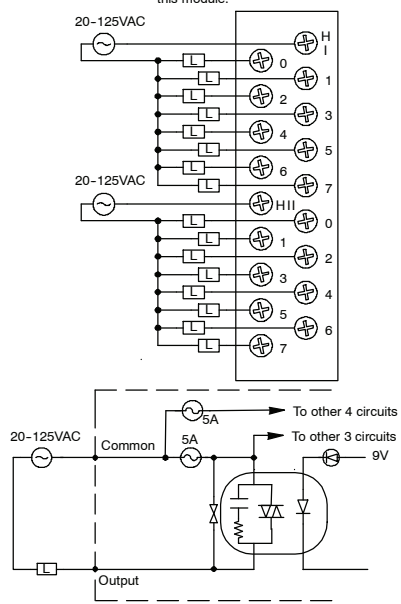 this module.
20-125VAC
H
I
L
0
L
1
L
2
L
3
L
4
L
5
L
6
20-125VAC
L
7
HII
L
0
L
1
L
2
L
3
L
4
L
5
L
6
L
7
5A
To other 4 circuits
20-125VAC
Common
5A
To other 3 circuits
9V
L
Output